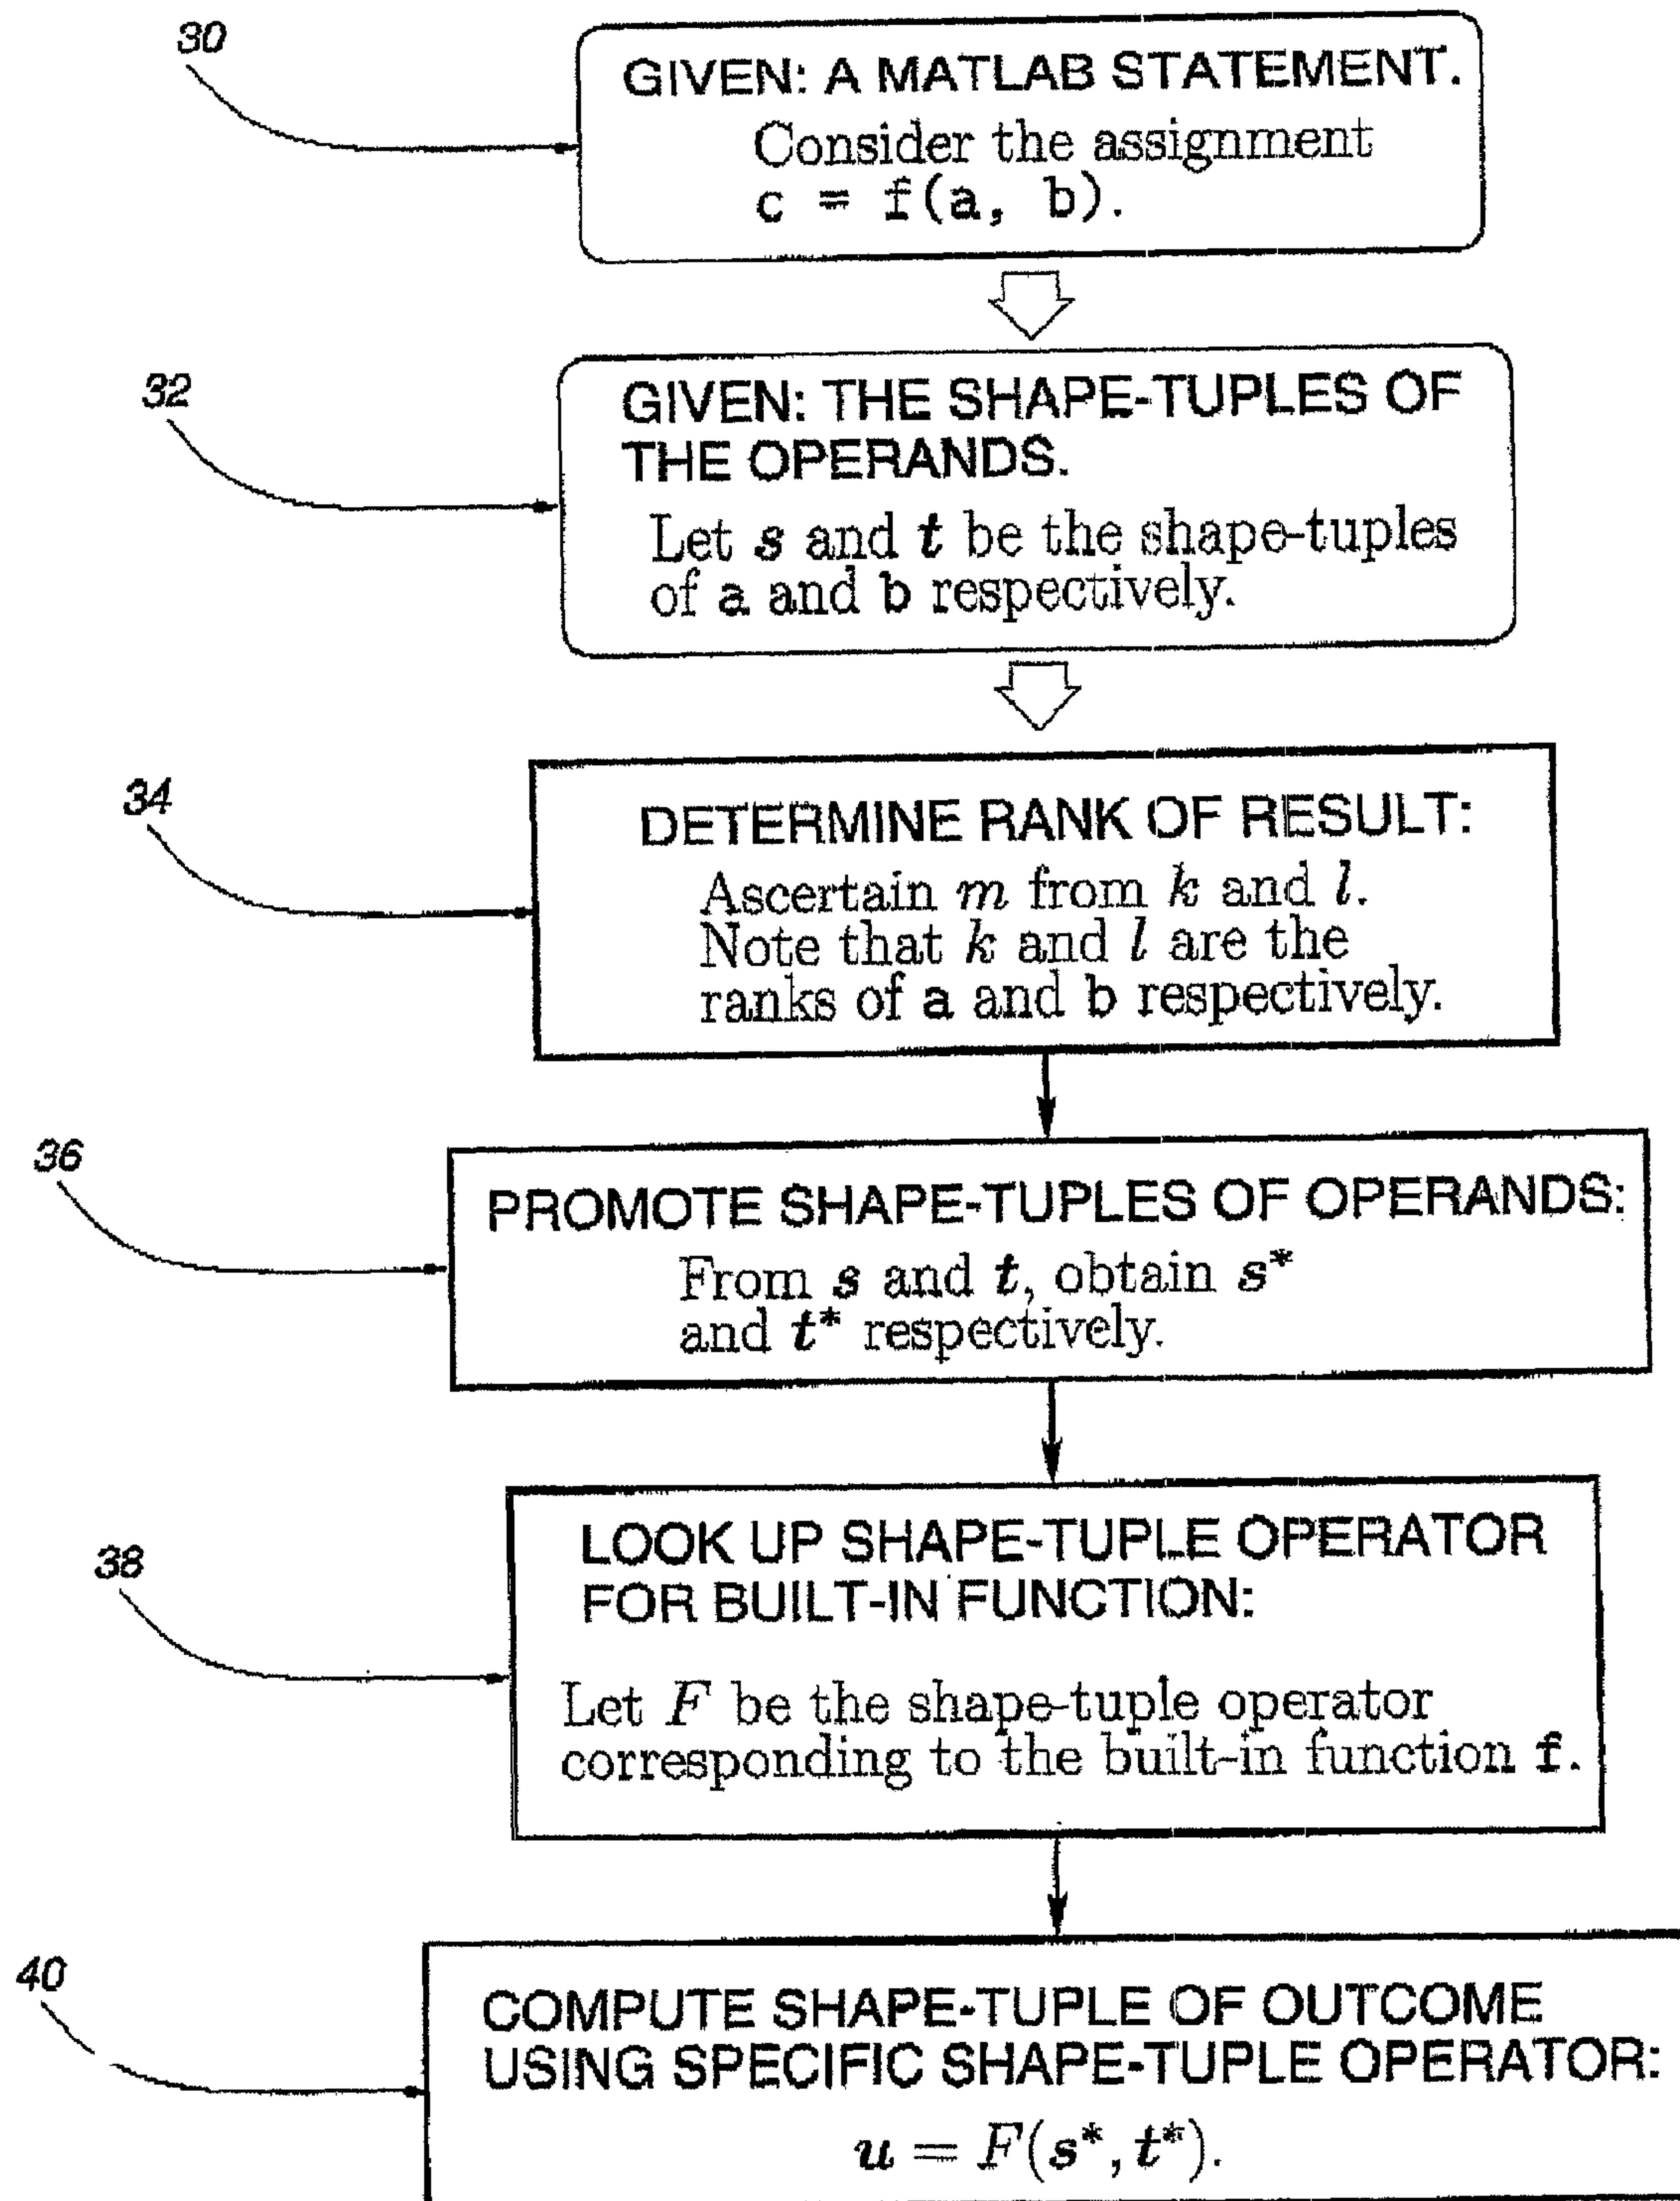 30
GIVEN: A MATLAB STATEMENT.
Consider the assignment
c = f(a, b).
32
GIVEN: THE SHAPE-TUPLES OF
THE OPERANDS.
Let s and t be the shape-tuples
of a and b respectively.
34
DETERMINE RANK OF RESULT:
Ascertain m from k and l.
Note that k and l are the
ranks of a and b respectively.
36
PROMOTE SHAPE-TUPLES OF OPERANDS:
From s and t, obtain s*
and t* respectively.
38
LOOK UP SHAPE-TUPLE OPERATOR
FOR BUILT-IN FUNCTION:
Let F be the shape-tuple operator
corresponding to the built-in function f.
40
COMPUTE SHAPE-TUPLE OF OUTCOME
USING SPECIFIC SHAPE-TUPLE OPERATOR:
u = F(s*, t*).